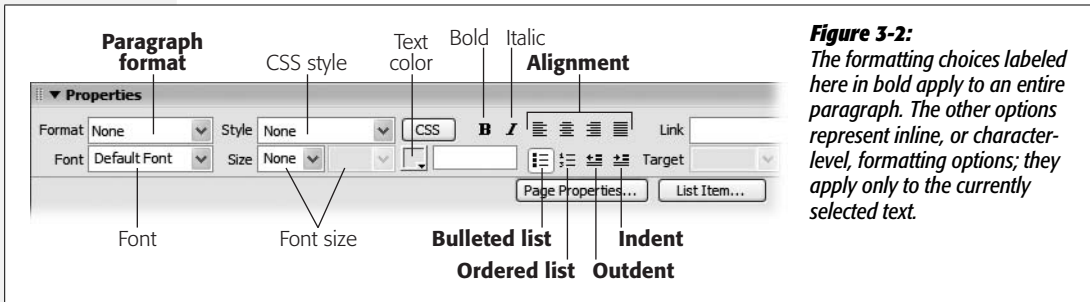 Paragraph
format
CSS style
Text
color
Bold
Italic
Alignment
Properties
Format None
Style None
CSS
B I
Link
Font Default Font
Size None
Target
Page Properties...
List Item...
Font
Font size
Bulleted list
Indent
Ordered list
Outdent
Figure 3-2:
The formatting choices labeled
here in bold apply to an entire
paragraph. The other options
represent inline, or character-
level, formatting options; they
apply only to the currently
selected text.